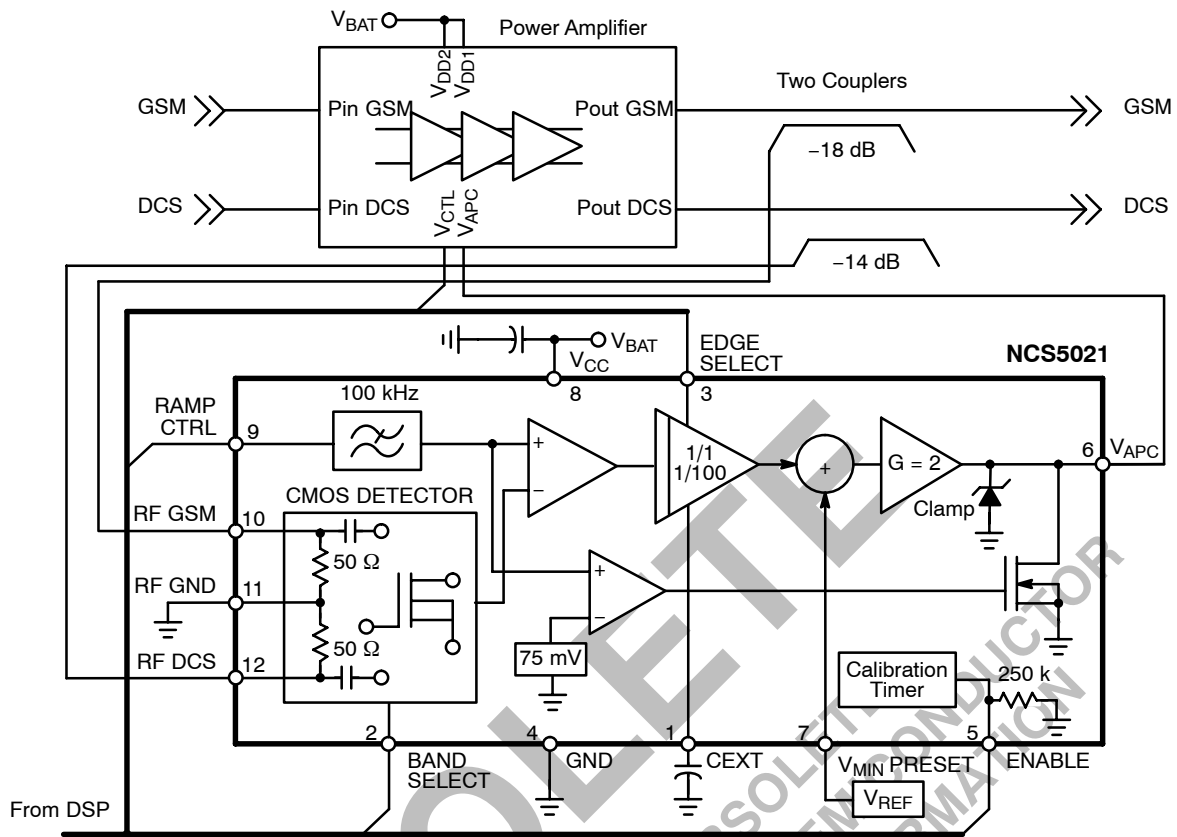 VBAT
Power Amplifier
VDD2
VDD1
Two Couplers
GSM
Pin GSM
Pout GSM
GSM
−18 dB
DCS
Pin DCS
VCTL
VAPC
Pout DCS
DCS
−14 dB
VBAT
VCC
8
EDGE
SELECT
3
NCS5021
RAMP
CTRL
9
100 kHz
+
−
1/1
1/100
+
G = 2
6
VAPC
Clamp
CMOS DETECTOR
RF GSM
10
50 Ω
RF GND
11
50 Ω
RF DCS
12
+
−
75 mV
Calibration
Timer
250 k
2
BAND
SELECT
4
GND
1
CEXT
7
VMIN PRESET
VREF
5
ENABLE
From DSP
OLETE